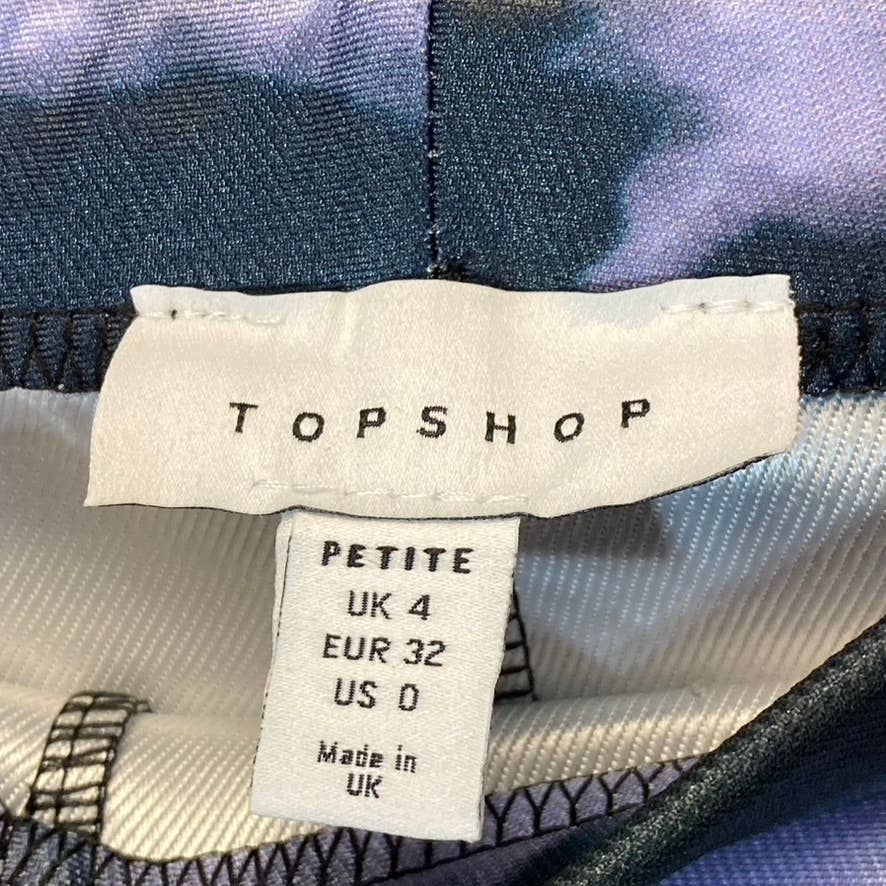 TOPSHOP
PETITE
UK 4
EUR 32
US 0
Made in
UK